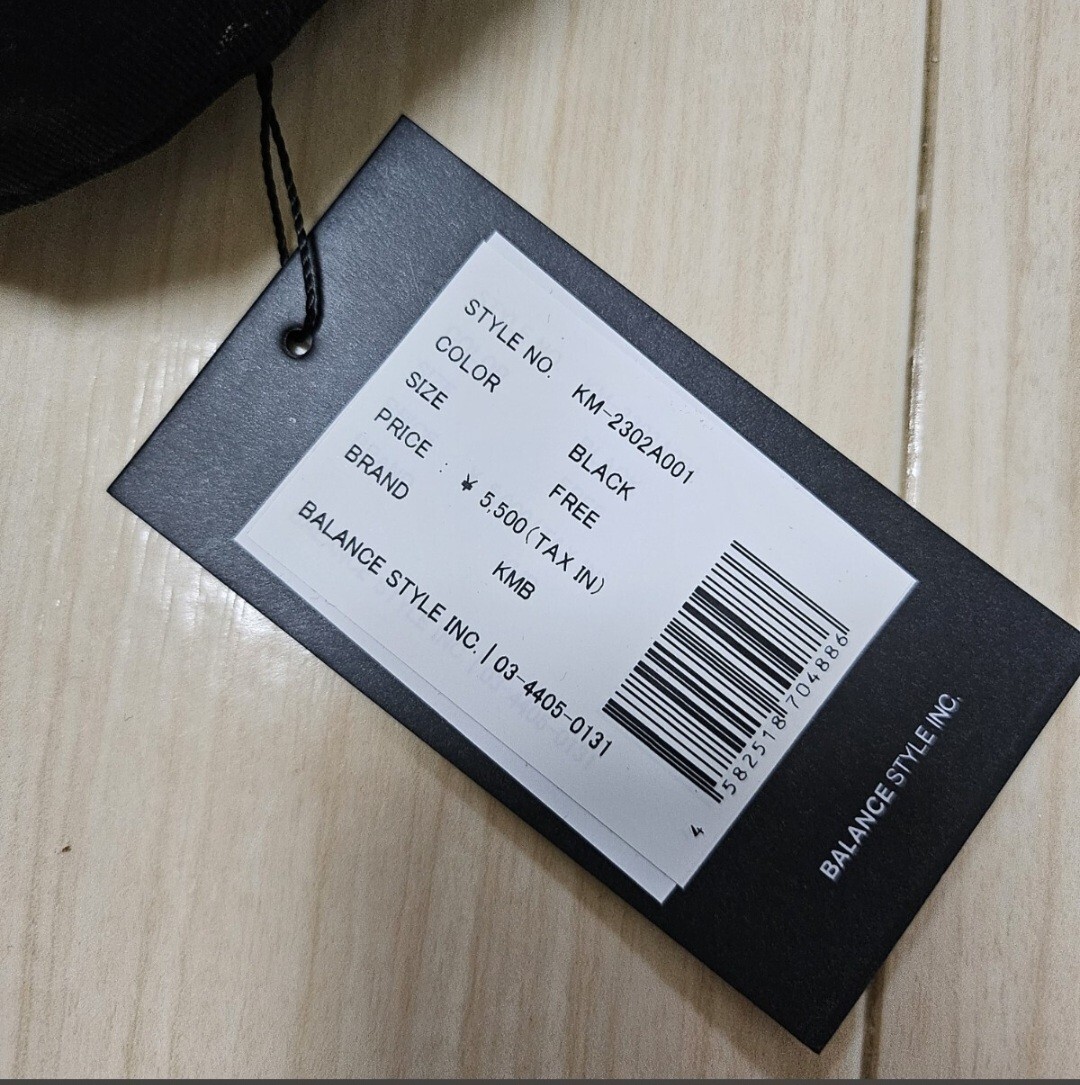 STYLE NO. KM-2302A001
COLOR BLACK
SIZE FREE
PRICE : ¥ 5.500(TAX IN)
BRAND KMB
BALANCE STYLE INC. | 03-4405-0131
4 582518 704886
BALANCE STYLE INC.